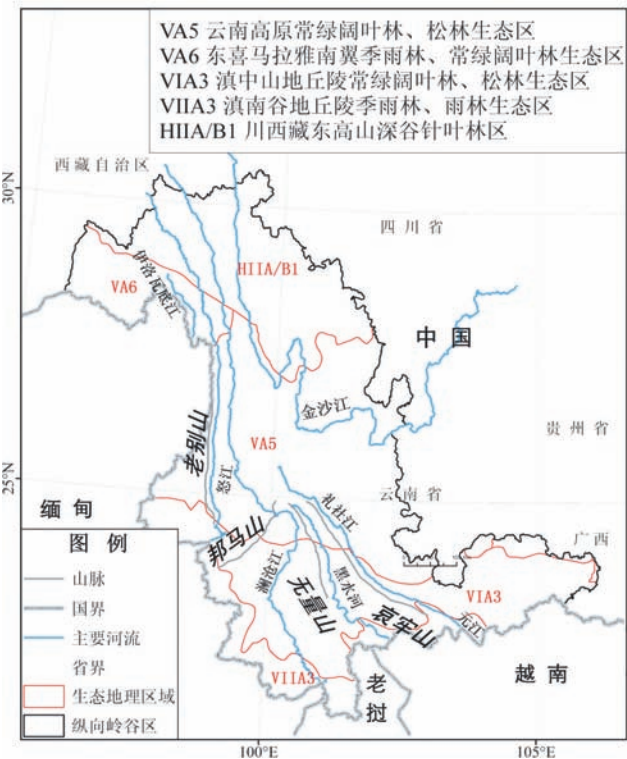 VA5 云南高原常绿阔叶林、松林生态区
VA6 东喜马拉雅南翼季雨林、常绿阔叶林生态区
VIA3 滇中山地丘陵常绿阔叶林、松林生态区
VIIA3 滇南谷地丘陵季雨林、雨林生态区
HIIA/B1 川西藏东高山深谷针叶林区
西藏自治区
30°N
四川省
伊洛瓦底江
HIIA/B1
VA6
中国
金沙江
老别山
贵州省
VA5
25°N
怒江
云南省
缅甸
礼社江
广西
图例
邦马山
山脉
澜沧江
黑水河
国界
无量山
VIA3
主要河流
哀牢山
元江
省界
越南
生态地理区域
VIIA3
老挝
纵向岭谷区
100°E
105°E